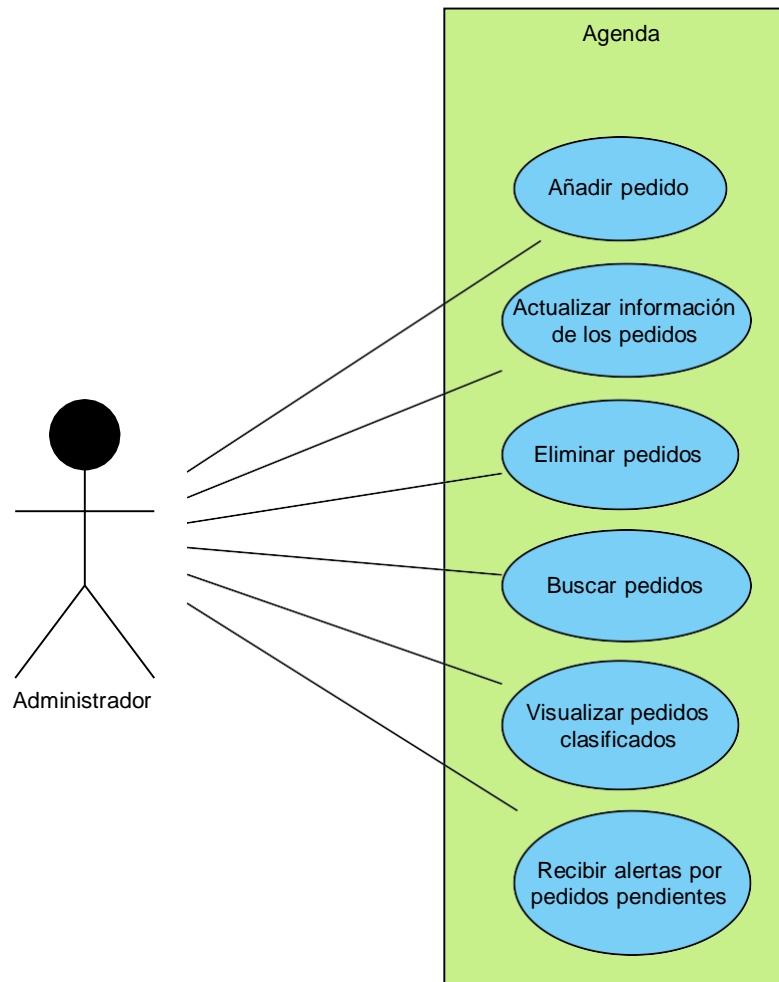 Agenda
Añadir pedido
Actualizar información
de los pedidos
Eliminar pedidos
Buscar pedidos
Administrador
Visualizar pedidos
clasificados
Recibir alertas por
pedidos pendientes